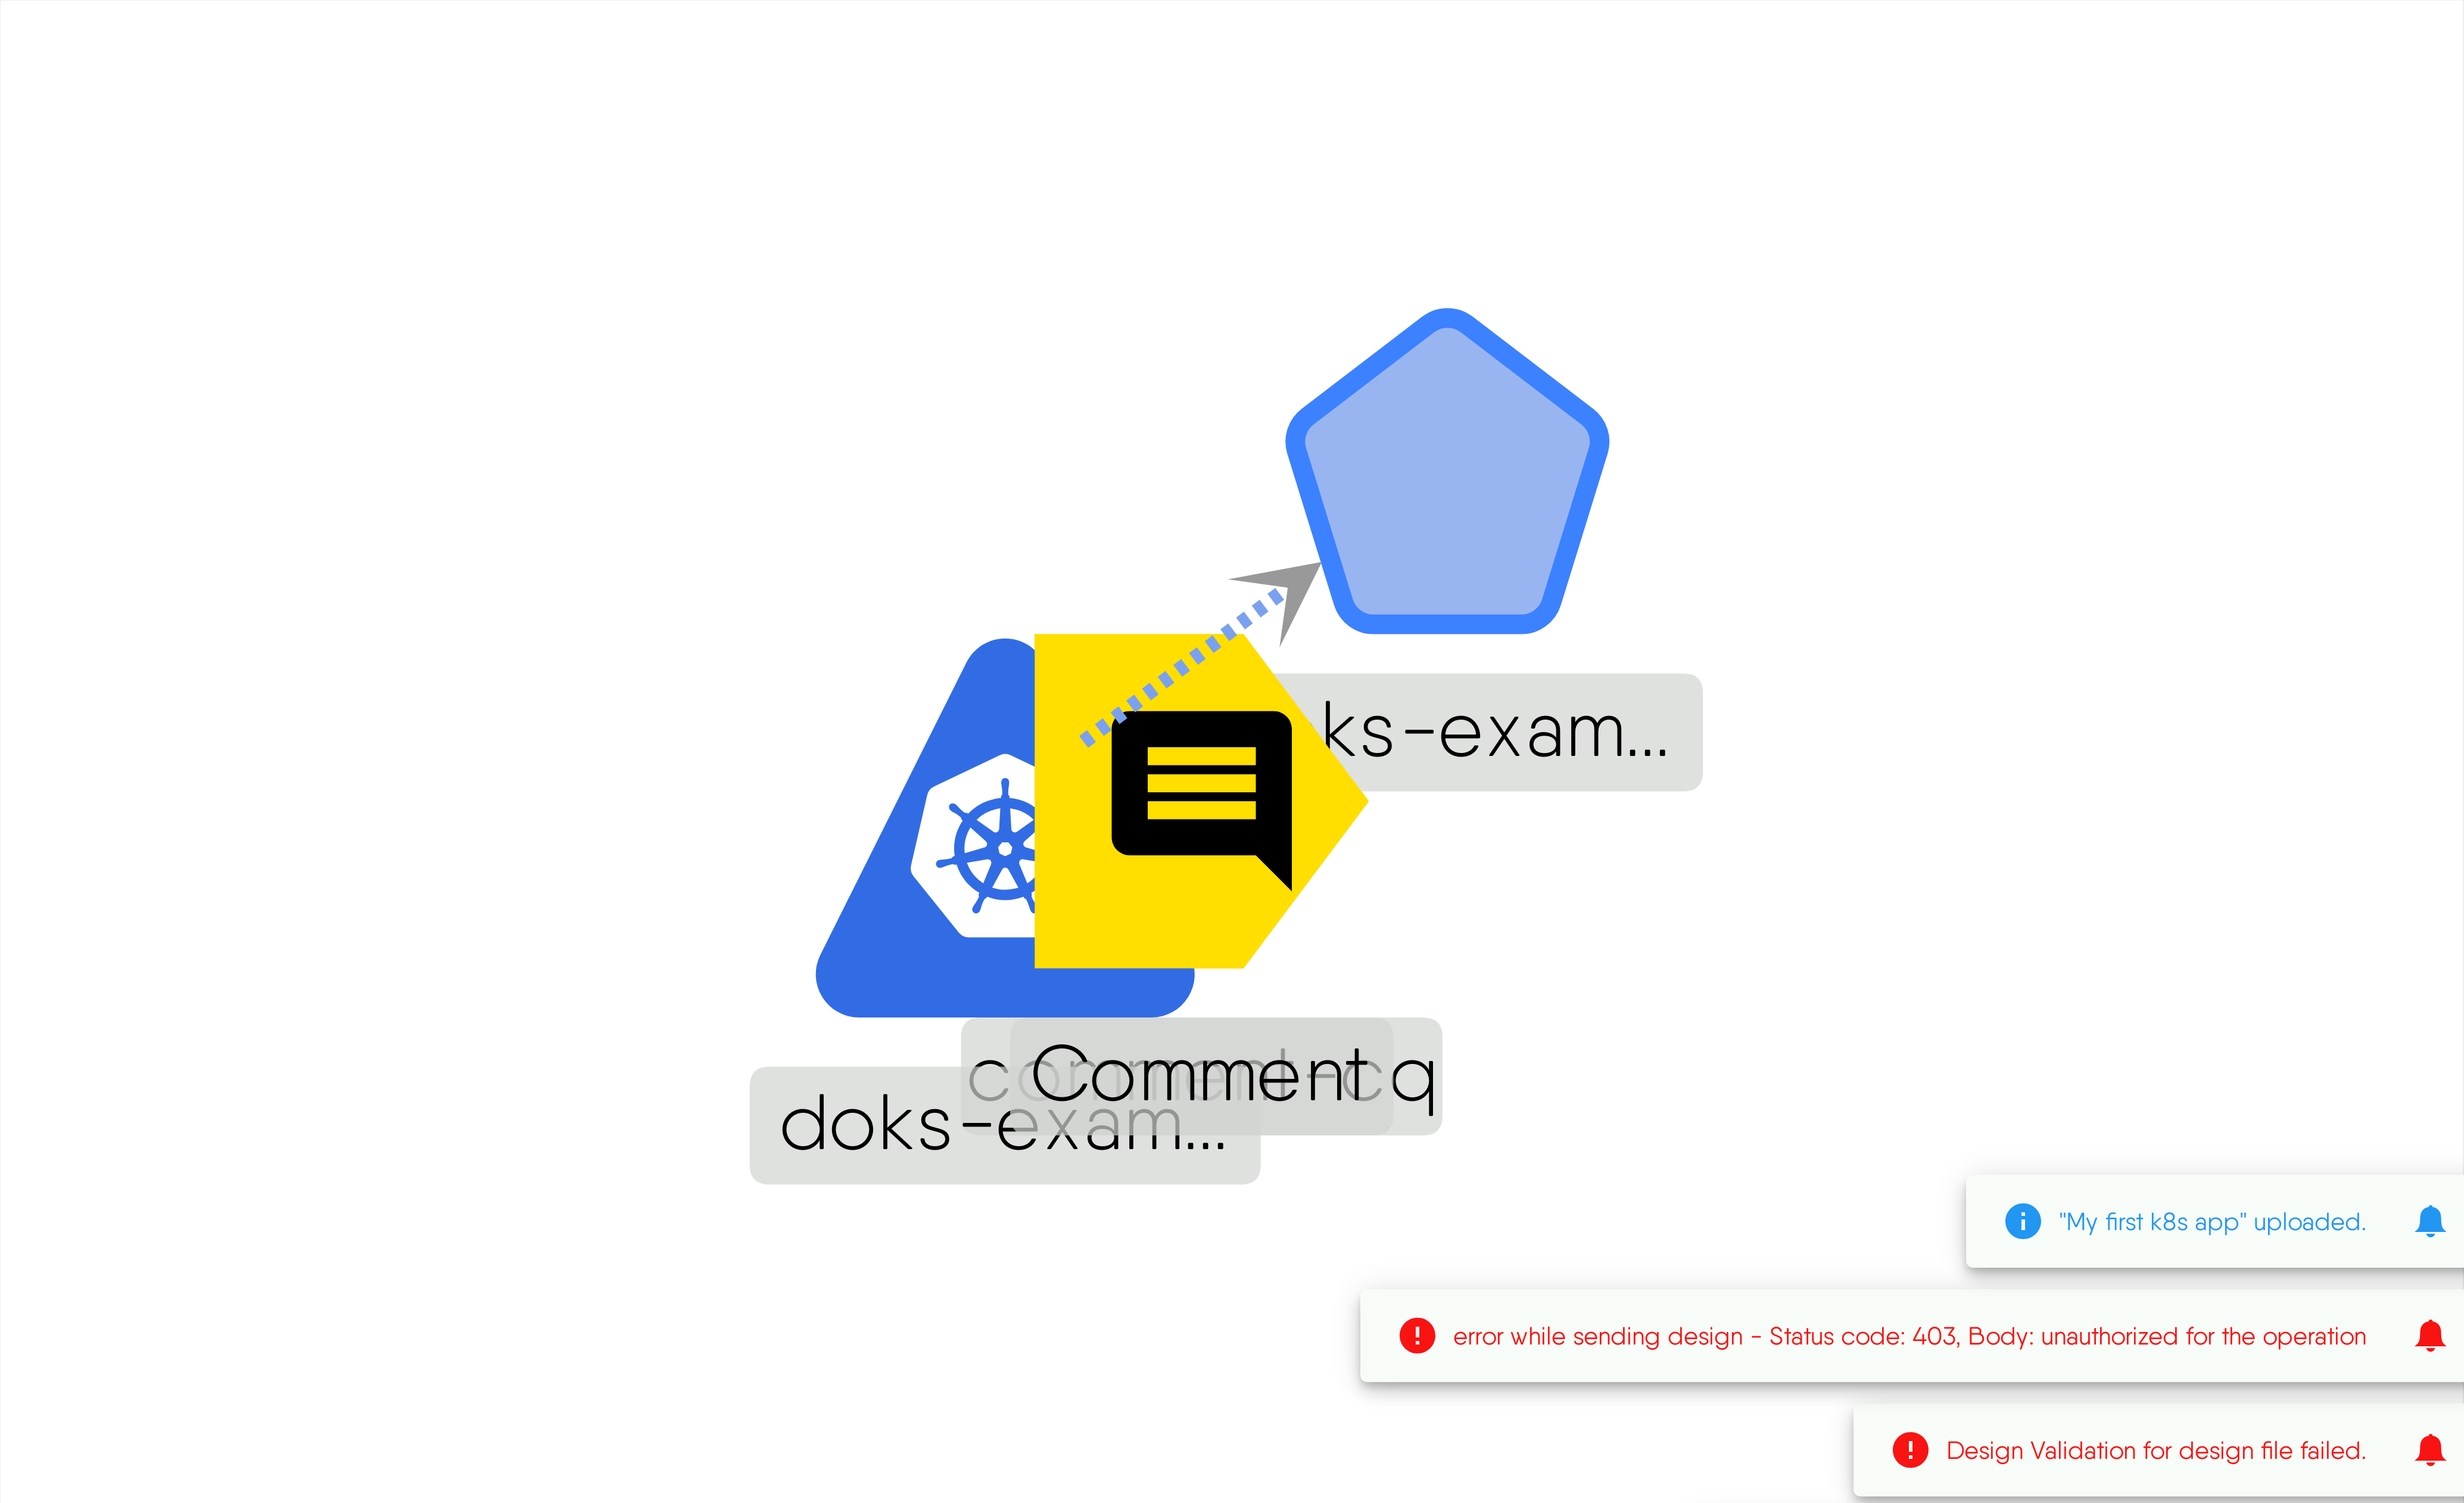 ks-exam...
Comment
doks-exam...
"My first k8s app" uploaded.
error while sending design - Status code: 403, Body: unauthorized for the operation
Design Validation for design file failed.